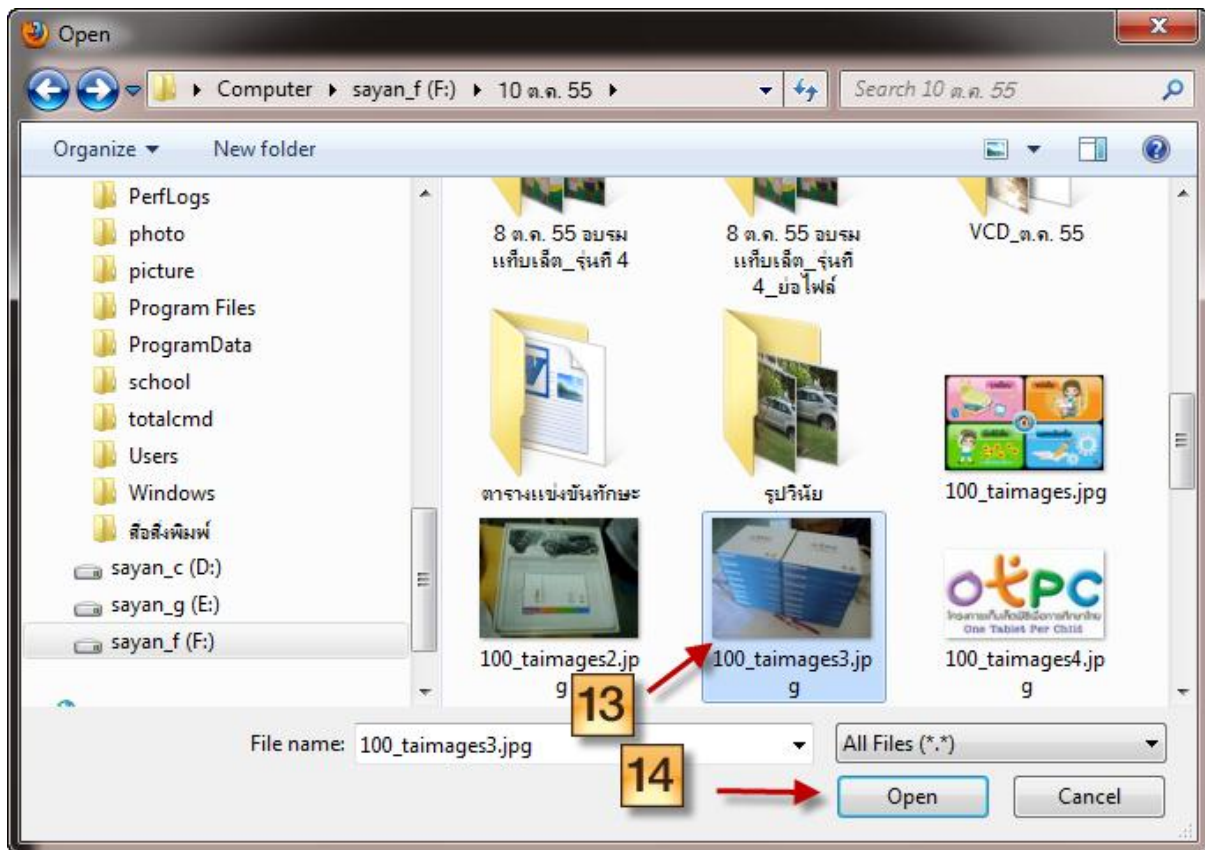 Open
Computer ▸ sayan_f (F:) ▸ 10 ต.ค. 55 ▸
Search 10 ต.ค. 55
Organize
New folder
PerfLogs
photo
picture
Program Files
ProgramData
school
totalcmd
Users
Windows
สื่อสิ่งพิมพ์
sayan_c (D:)
sayan_g (E:)
sayan_f (F:)
8 ต.ค. 55 อบรม
แท็บเล็ต_รุ่นที่ 4
8 ต.ค. 55 อบรม
แท็บเล็ต_รุ่นที่
4_ย่อไฟล์
VCD_ต.ค. 55
ตารางแข่งขันทักษะ
รูปวินัย
100_taimages.jpg
100_taimages2.jp
g
100_taimages3.jp
g
otpc
One Tablet Per Child
100_taimages4.jp
g
13
File name:
100_taimages3.jpg
All Files (*.*)
14
Open
Cancel